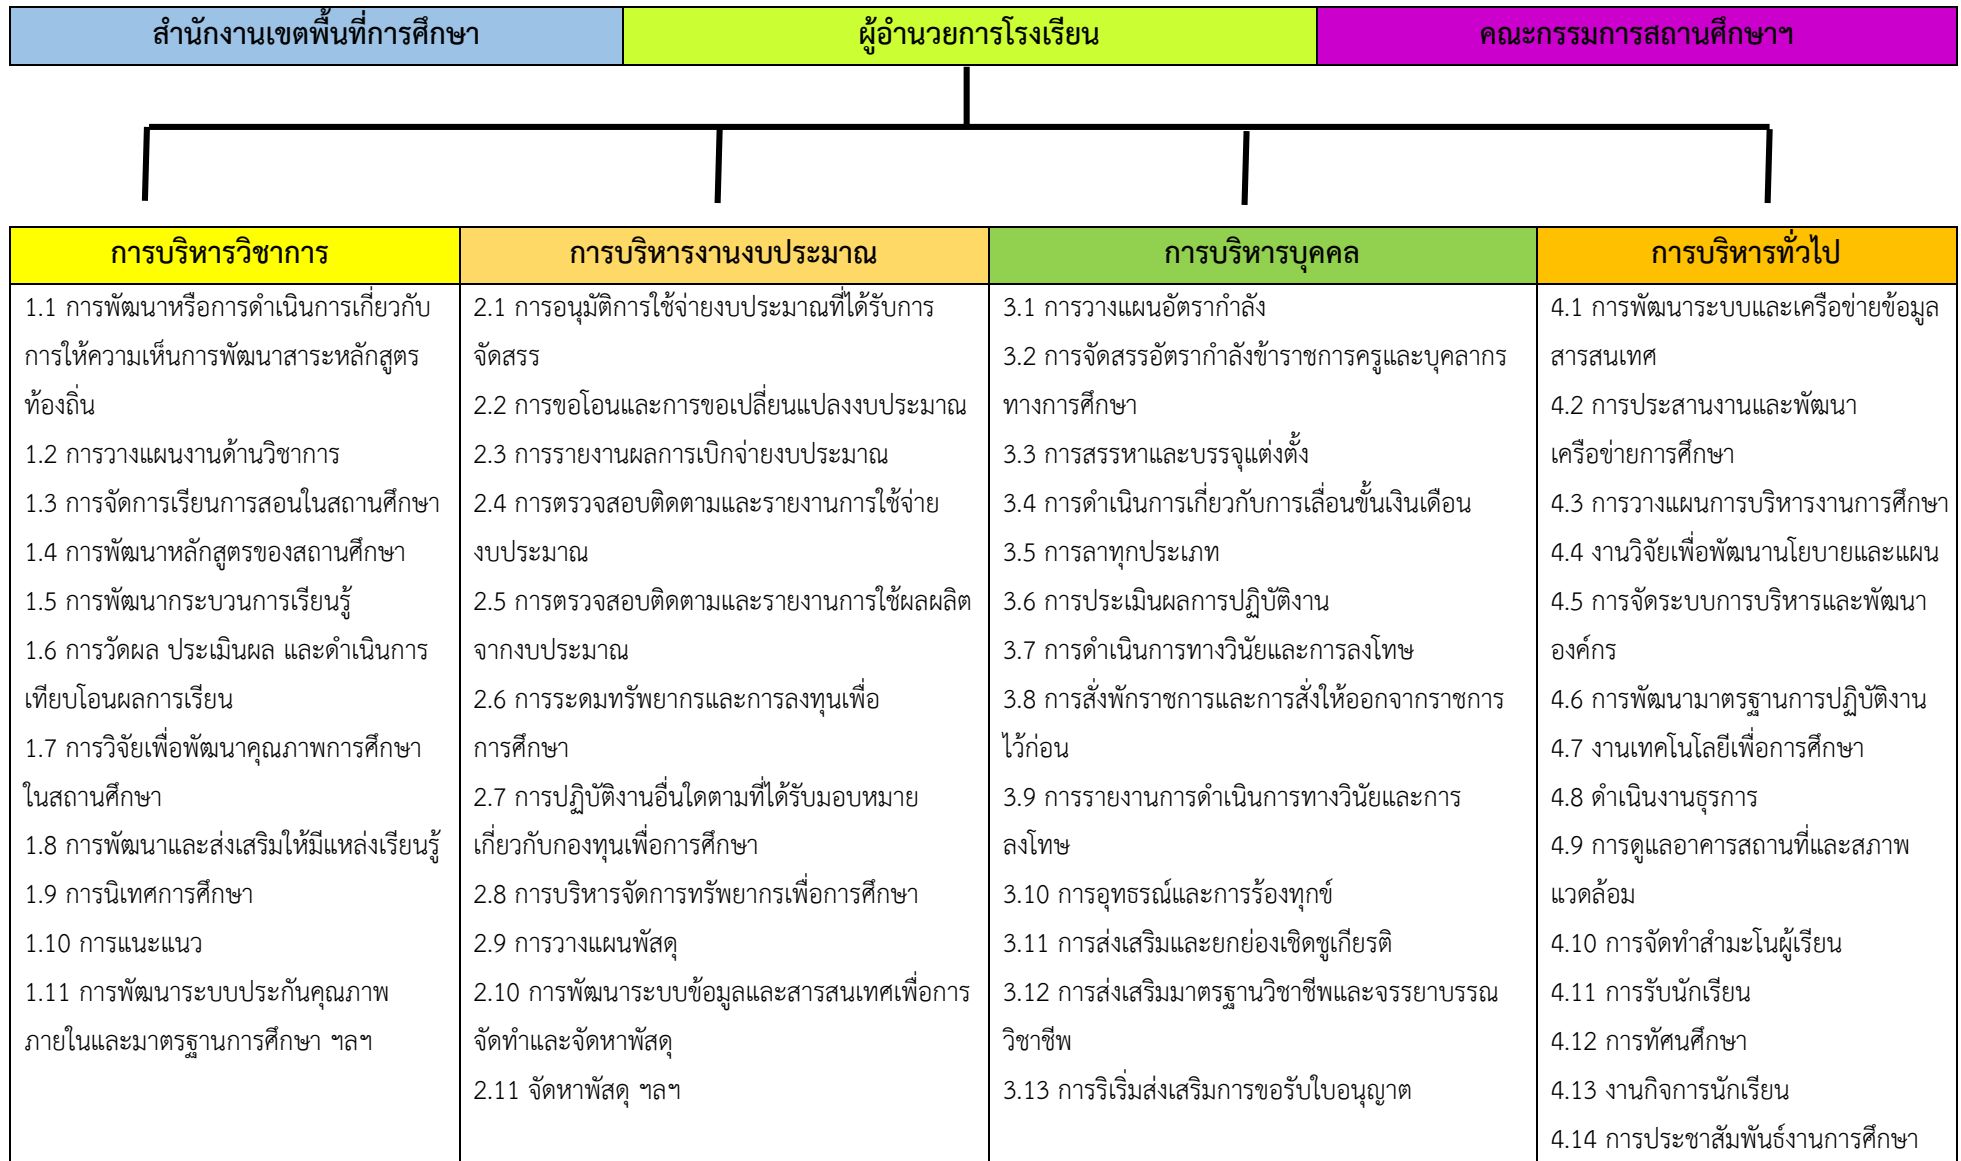 สำนักงานเขตพื้นที่การศึกษา
ผู้อำนวยการโรงเรียน
คณะกรรมการสถานศึกษาฯ
การบริหารวิชาการ
1.1 การพัฒนาหรือการดำเนินการเกี่ยวกับ
การให้ความเห็นการพัฒนาสาระหลักสูตร
ท้องถิ่น
1.2 การวางแผนงานด้านวิชาการ
1.3 การจัดการเรียนการสอนในสถานศึกษา
1.4 การพัฒนาหลักสูตรของสถานศึกษา
1.5 การพัฒนากระบวนการเรียนรู้
1.6 การวัดผล ประเมินผล และดำเนินการ
เทียบโอนผลการเรียน
1.7 การวิจัยเพื่อพัฒนาคุณภาพการศึกษา
ในสถานศึกษา
1.8 การพัฒนาและส่งเสริมให้มีแหล่งเรียนรู้
1.9 การนิเทศการศึกษา
1.10 การแนะแนว
1.11 การพัฒนาระบบประกันคุณภาพ
ภายในและมาตรฐานการศึกษา ฯลฯ
การบริหารงานงบประมาณ
2.1 การอนุมัติการใช้จ่ายงบประมาณที่ได้รับการ
จัดสรร
2.2 การขอโอนและการขอเปลี่ยนแปลงงบประมาณ
2.3 การรายงานผลการเบิกจ่ายงบประมาณ
2.4 การตรวจสอบติดตามและรายงานการใช้จ่าย
งบประมาณ
2.5 การตรวจสอบติดตามและรายงานการใช้ผลผลิต
จากงบประมาณ
2.6 การระดมทรัพยากรและการลงทุนเพื่อ
การศึกษา
2.7 การปฏิบัติงานอื่นใดตามที่ได้รับมอบหมาย
เกี่ยวกับกองทุนเพื่อการศึกษา
2.8 การบริหารจัดการทรัพยากรเพื่อการศึกษา
2.9 การวางแผนพัสดุ
2.10 การพัฒนาระบบข้อมูลและสารสนเทศเพื่อการ
จัดทำและจัดหาพัสดุ
2.11 จัดหาพัสดุ ฯลฯ
การบริหารบุคคล
3.1 การวางแผนอัตรากำลัง
3.2 การจัดสรรอัตรากำลังข้าราชการครูและบุคลากร
ทางการศึกษา
3.3 การสรรหาและบรรจุแต่งตั้ง
3.4 การดำเนินการเกี่ยวกับการเลื่อนขั้นเงินเดือน
3.5 การลาทุกประเภท
3.6 การประเมินผลการปฏิบัติงาน
3.7 การดำเนินการทางวินัยและการลงโทษ
3.8 การสั่งพักราชการและการสั่งให้ออกจากราชการ
ไว้ก่อน
3.9 การรายงานการดำเนินการทางวินัยและการ
ลงโทษ
3.10 การอุทธรณ์และการร้องทุกข์
3.11 การส่งเสริมและยกย่องเชิดชูเกียรติ
3.12 การส่งเสริมมาตรฐานวิชาชีพและจรรยาบรรณ
วิชาชีพ
3.13 การริเริ่มส่งเสริมการขอรับใบอนุญาต
การบริหารทั่วไป
4.1 การพัฒนาระบบและเครือข่ายข้อมูล
สารสนเทศ
4.2 การประสานงานและพัฒนา
เครือข่ายการศึกษา
4.3 การวางแผนการบริหารงานการศึกษา
4.4 งานวิจัยเพื่อพัฒนานโยบายและแผน
4.5 การจัดระบบการบริหารและพัฒนา
องค์กร
4.6 การพัฒนามาตรฐานการปฏิบัติงาน
4.7 งานเทคโนโลยีเพื่อการศึกษา
4.8 ดำเนินงานธุรการ
4.9 การดูแลอาคารสถานที่และสภาพ
แวดล้อม
4.10 การจัดทำสำมะโนผู้เรียน
4.11 การรับนักเรียน
4.12 การทัศนศึกษา
4.13 งานกิจการนักเรียน
4.14 การประชาสัมพันธ์งานการศึกษา